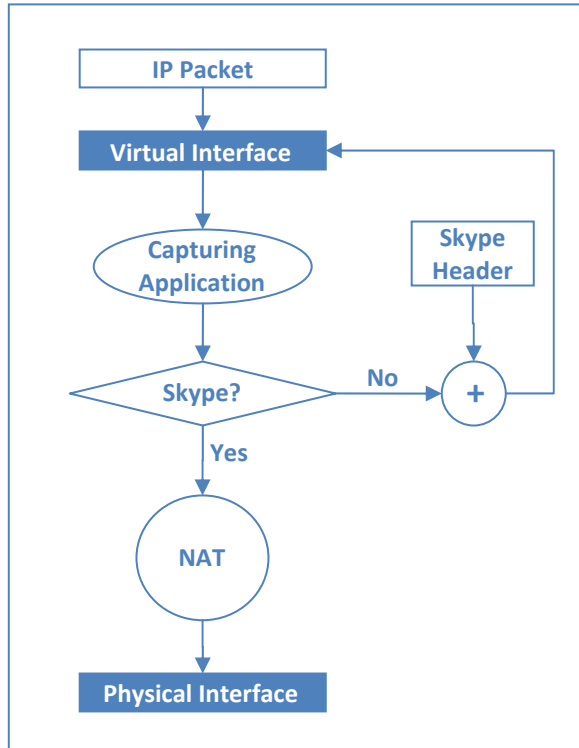 IP Packet
Virtual Interface
Capturing
Application
Skype
Header
Skype?
No
+
Yes
NAT
Physical Interface